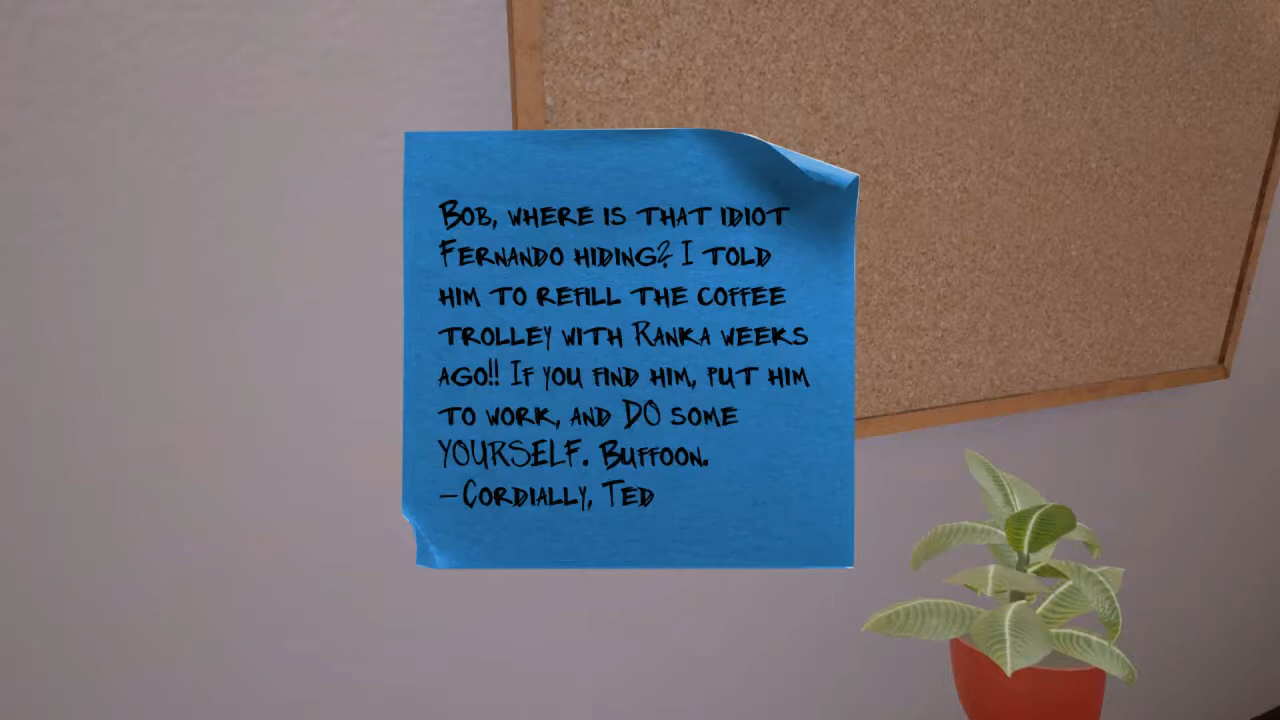 Bob, where is that idiot
Fernando hiding? I told
him to refill the coffee
trolley with Ranka weeks
ago!! If you find him, put him
to work, and DO some
YOURSELF. Buffoon.
–Cordially, Ted